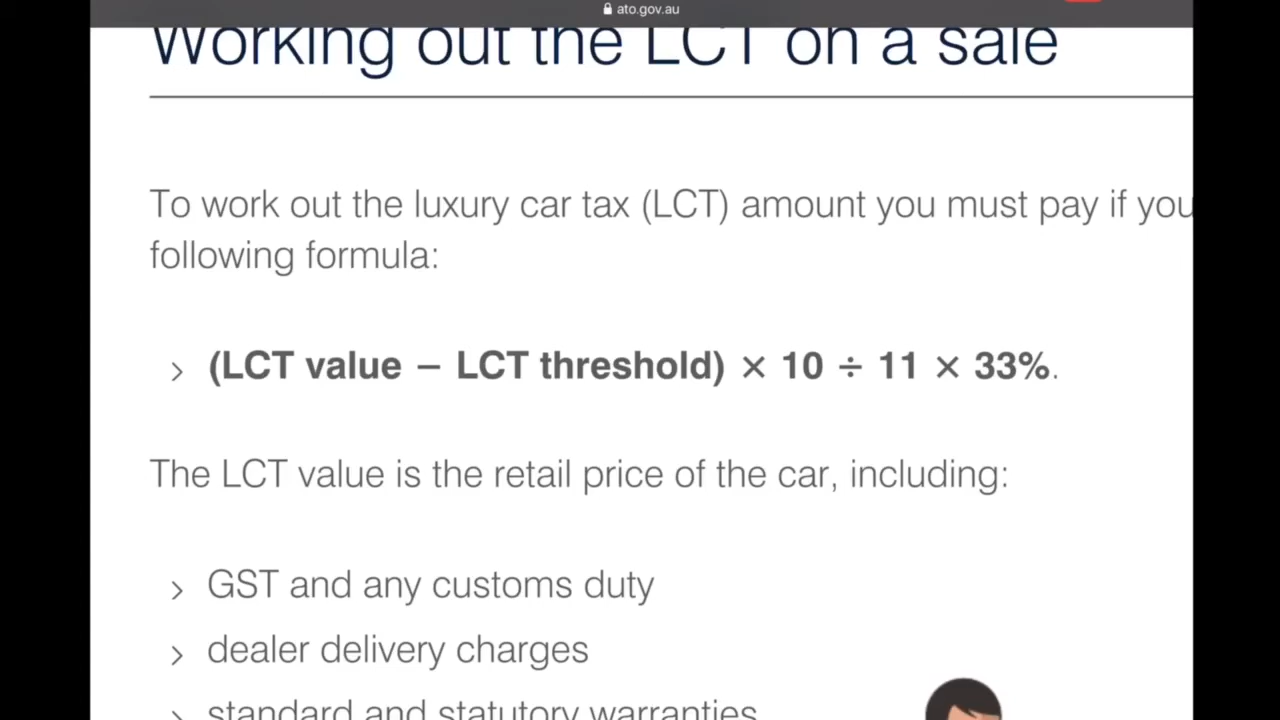 ato.gov.au
Working out the LCT on a sale
To work out the luxury car tax (LCT) amount you must pay if you
following formula:
> (LCT value – LCT threshold) × 10 ÷ 11 × 33%.
The LCT value is the retail price of the car, including:
> GST and any customs duty
> dealer delivery charges
> standard and statutory warranties